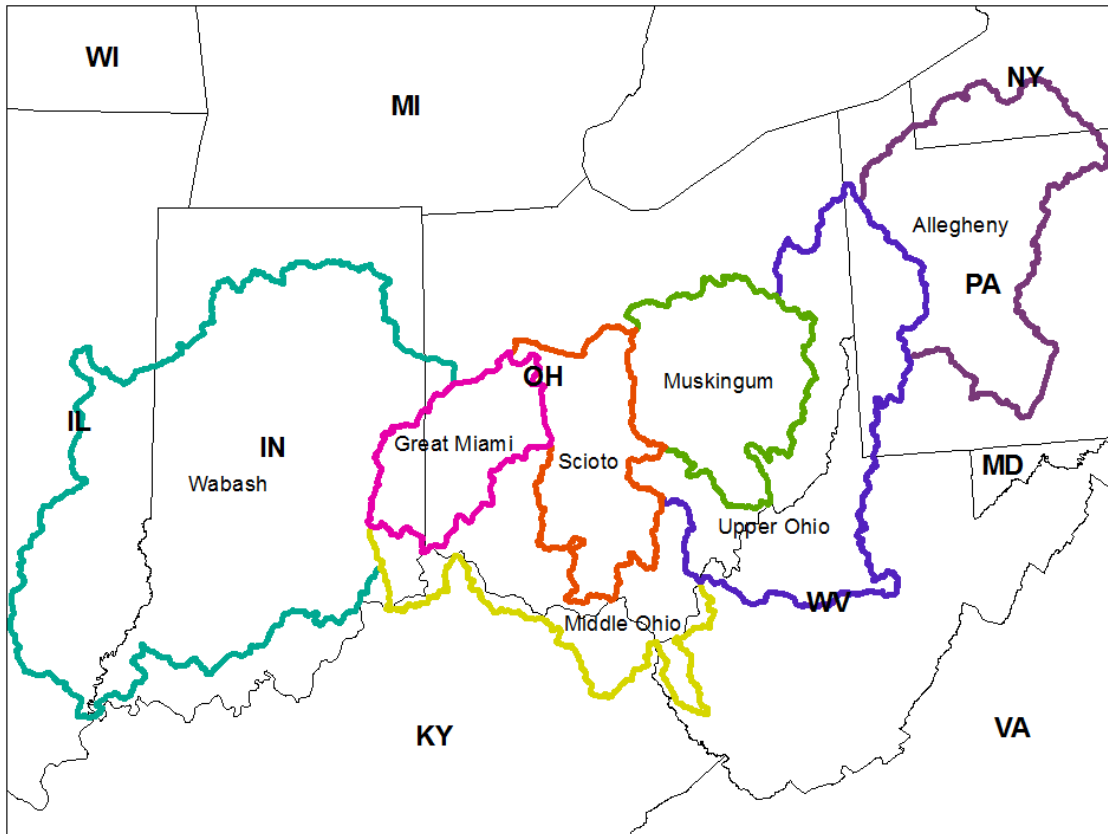 WI
NY
MI
Allegheny
PA
OH
Muskingum
IL
IN
Great Miami
Scioto
MD
Wabash
Upper Ohio
WV
Middle Ohio
KY
VA